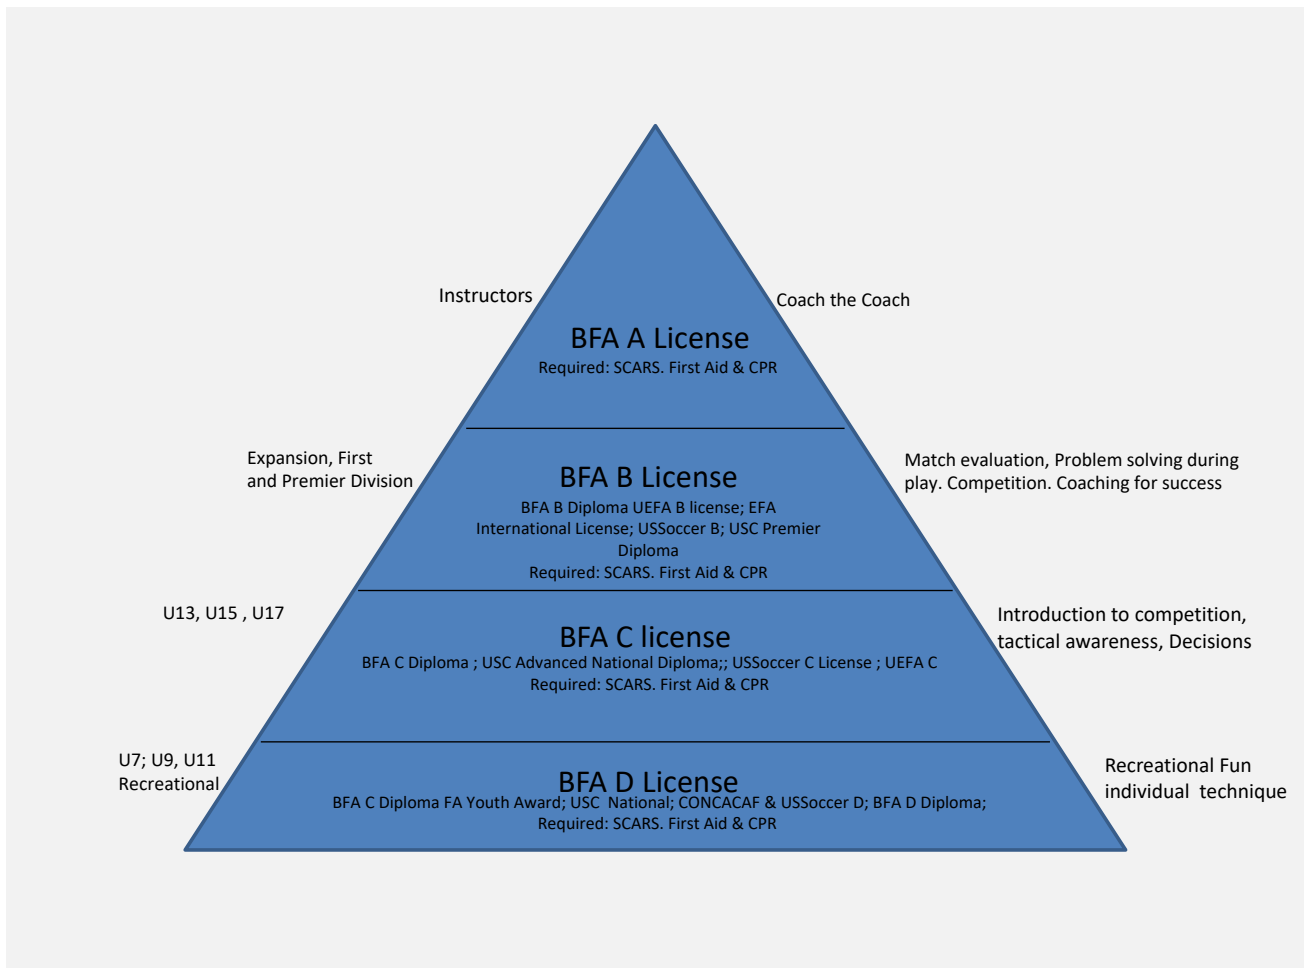 Instructors
Coach the Coach
BFA A License
Required: SCARS. First Aid & CPR
Expansion, First
and Premier Division
Match evaluation, Problem solving during
play. Competition. Coaching for success
BFA B License
BFA B Diploma UEFA B license; EFA
International License; USSoccer B; USC Premier
Diploma
Required: SCARS. First Aid & CPR
U13, U15 , U17
Introduction to competition,
tactical awareness, Decisions
BFA C license
BFA C Diploma ; USC Advanced National Diploma;; USSoccer C License ; UEFA C
Required: SCARS. First Aid & CPR
U7; U9, U11
Recreational
Recreational Fun
individual  technique
BFA D License
BFA C Diploma FA Youth Award; USC  National; CONCACAF & USSoccer D; BFA D Diploma;
Required: SCARS. First Aid & CPR